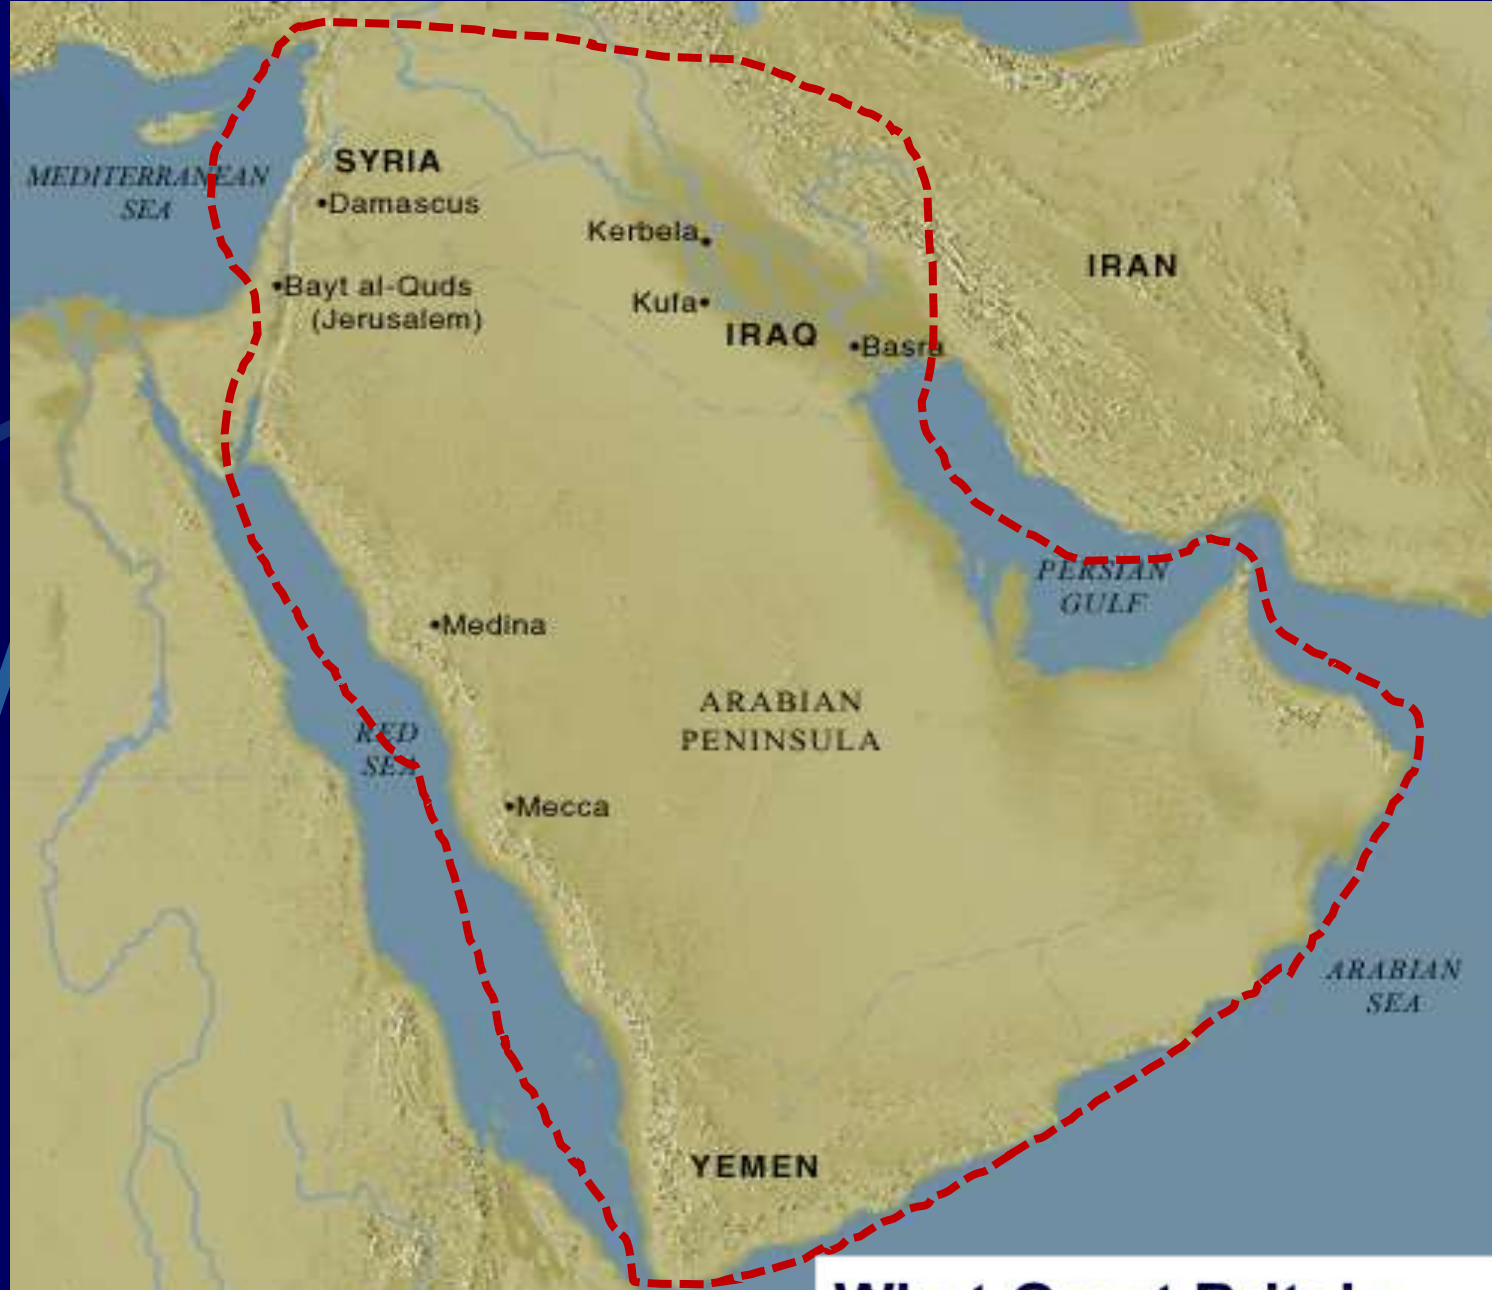 SYRIA
MEDITERRANEAN
SEA
•Damascus
Kerbela
IRAN
•Bayt al-Quds
(Jerusalem)
Kufa•
IRAQ
•Basra
PERSIAN
GULF
•Medina
ARABIAN
PENINSULA
RED
SEA
•Mecca
ARABIAN
SEA
YEMEN